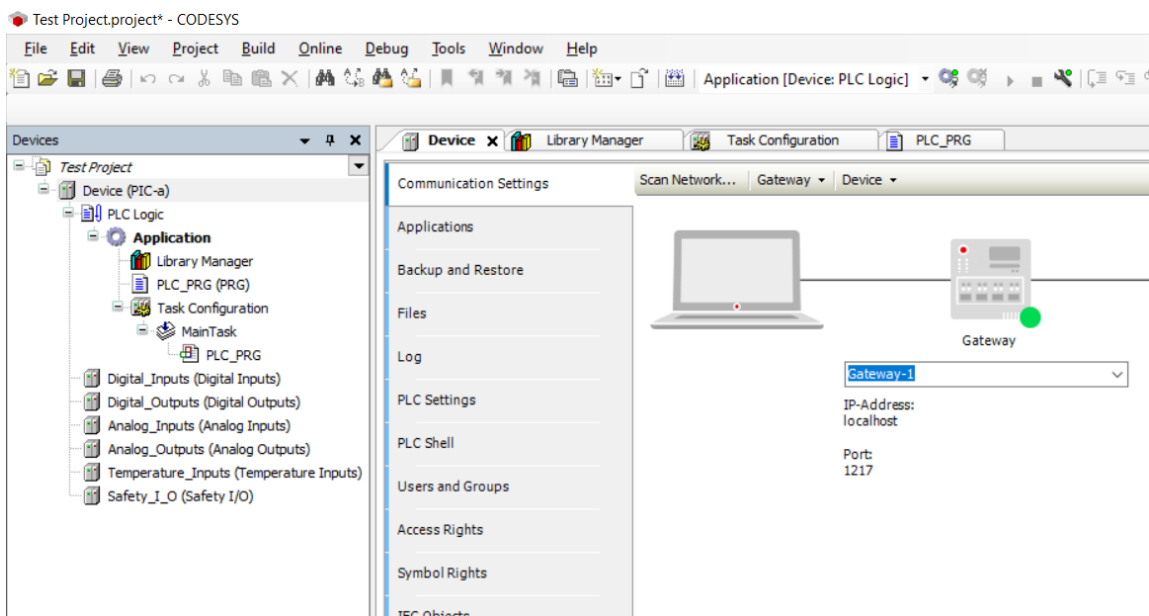 Test Project.project* - CODESYS
File Edit View Project Build Online Debug Tools Window Help
Application [Device: PLC Logic]
Devices
Device
Library Manager
Task Configuration
PLC_PRG
Test Project
Device (PIC-a)
PLC Logic
Application
Library Manager
PLC_PRG (PRG)
Task Configuration
MainTask
PLC_PRG
Digital_Inputs (Digital Inputs)
Digital_Outputs (Digital Outputs)
Analog_Inputs (Analog Inputs)
Analog_Outputs (Analog Outputs)
Temperature_Inputs (Temperature Inputs)
Safety_I_O (Safety I/O)
Communication Settings
Applications
Backup and Restore
Files
Log
PLC Settings
PLC Shell
Users and Groups
Access Rights
Symbol Rights
IEC Objects
Scan Network... Gateway Device
Gateway
Gateway-1
IP-Address:
localhost
Port:
1217